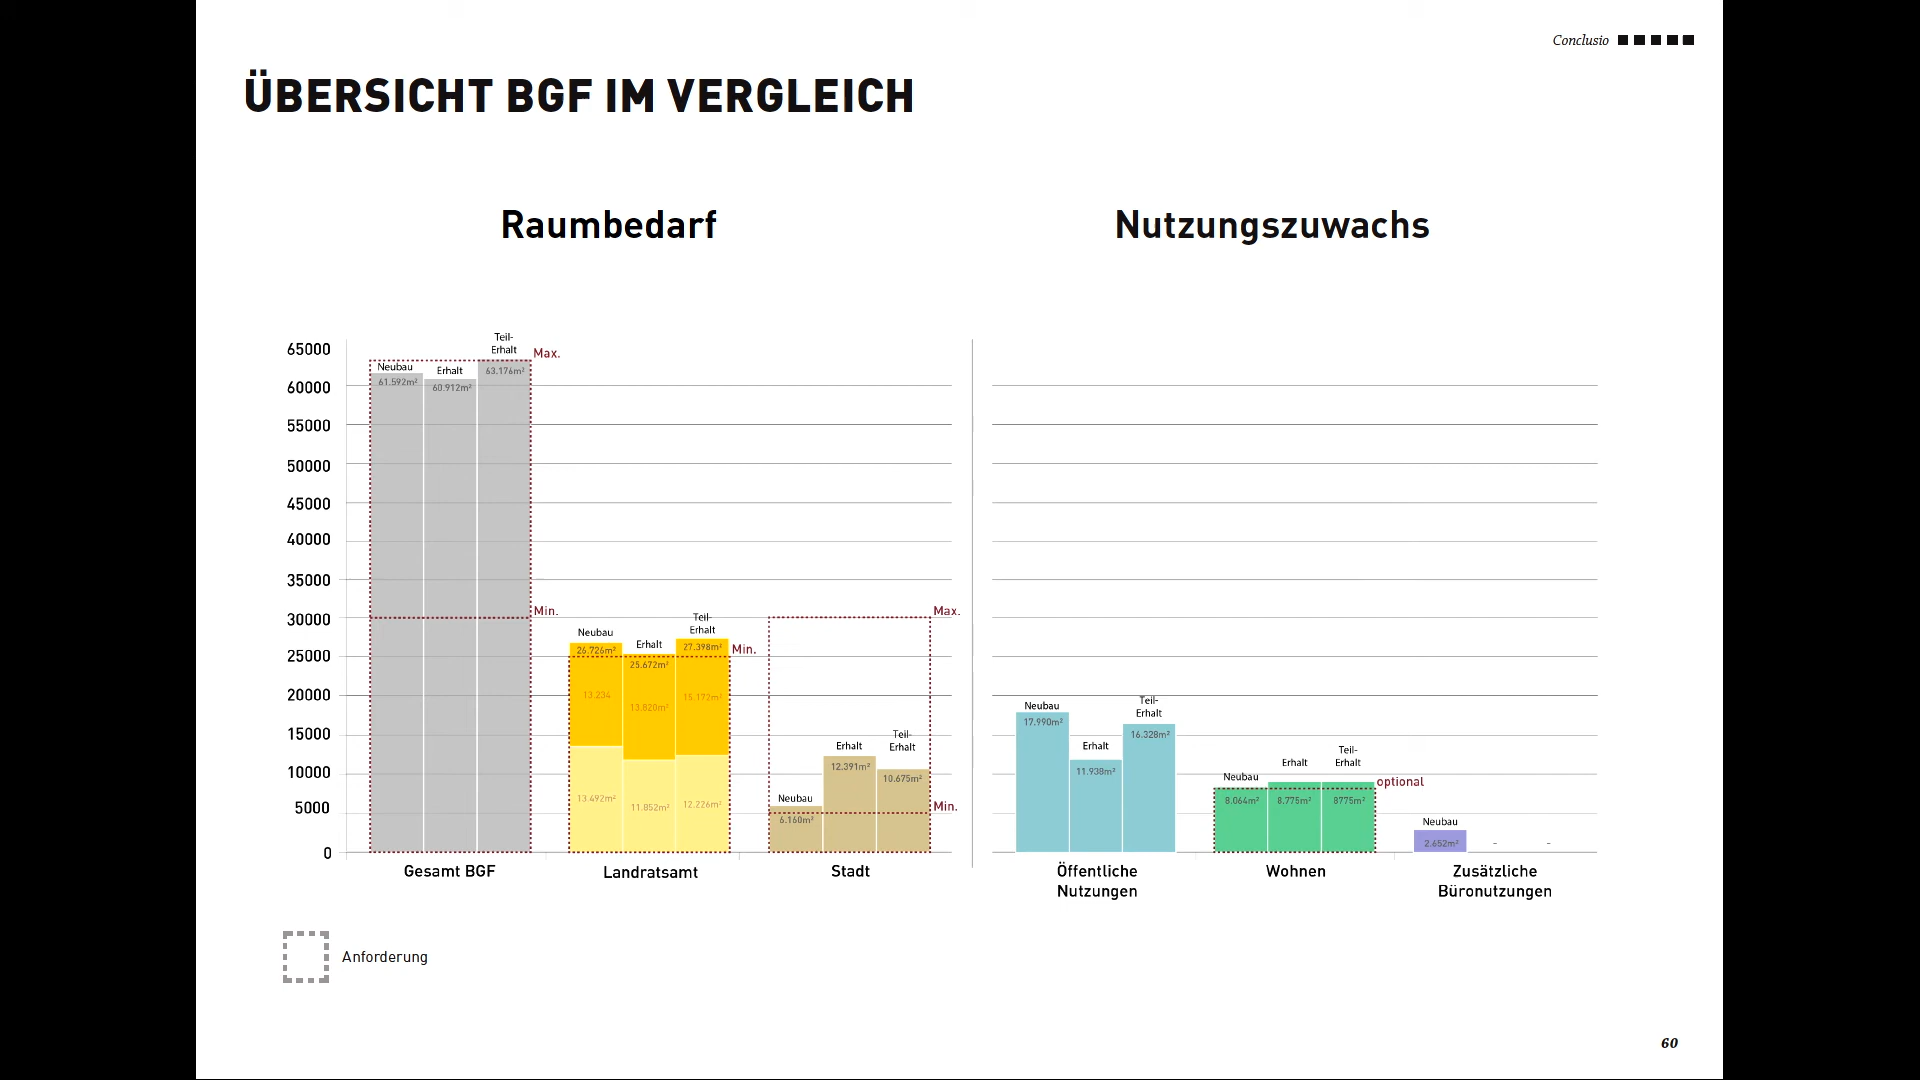 Conclusio
ÜBERSICHT BGF IM VERGLEICH
Raumbedarf
Nutzungszuwachs
65000
60000
55000
50000
45000
40000
35000
30000
25000
20000
15000
10000
5000
0
Neubau
61.592m²
Erhalt
60.912m²
Teil-
Erhalt
63.176m²
Max.
Min.
Gesamt BGF
Neubau
26.726m²
13.234
13.492m²
Erhalt
25.672m²
13.820m²
11.852m²
Teil-
Erhalt
27.398m²
15.172m²
12.226m²
Min.
Landratsamt
Neubau
6.160m²
Erhalt
12.391m²
Teil-
Erhalt
10.675m²
Max.
Min.
Stadt
Neubau
17.990m²
Erhalt
11.938m²
Teil-
Erhalt
16.328m²
Öffentliche
Nutzungen
Neubau
8.064m²
Erhalt
8.775m²
Teil-
Erhalt
8775m²
optional
Wohnen
Neubau
2.652m²
-
-
Zusätzliche
Büronutzungen
Anforderung
60